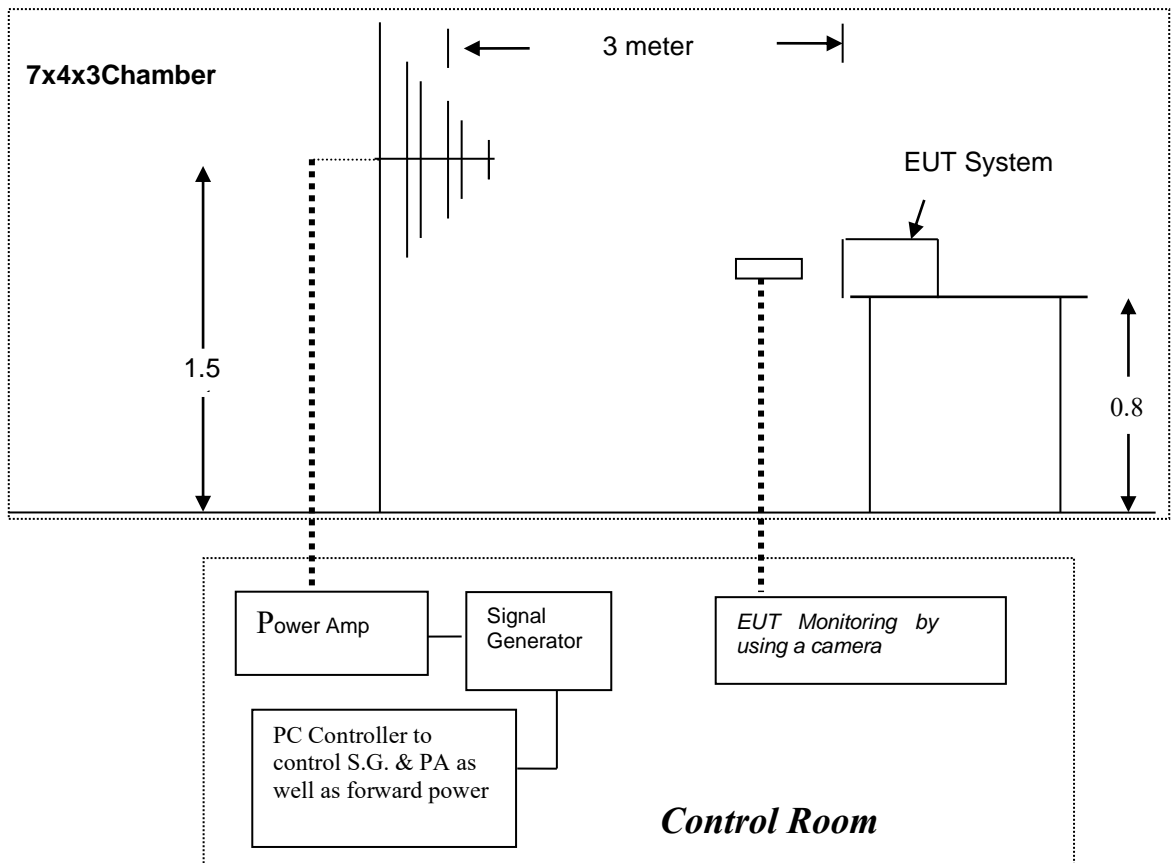 3 meter
7x4x3Chamber
EUT System
1.5
0.8
Power Amp
Signal
Generator
EUT Monitoring by
using a camera
PC Controller to
control S.G. & PA as
well as forward power
Control Room